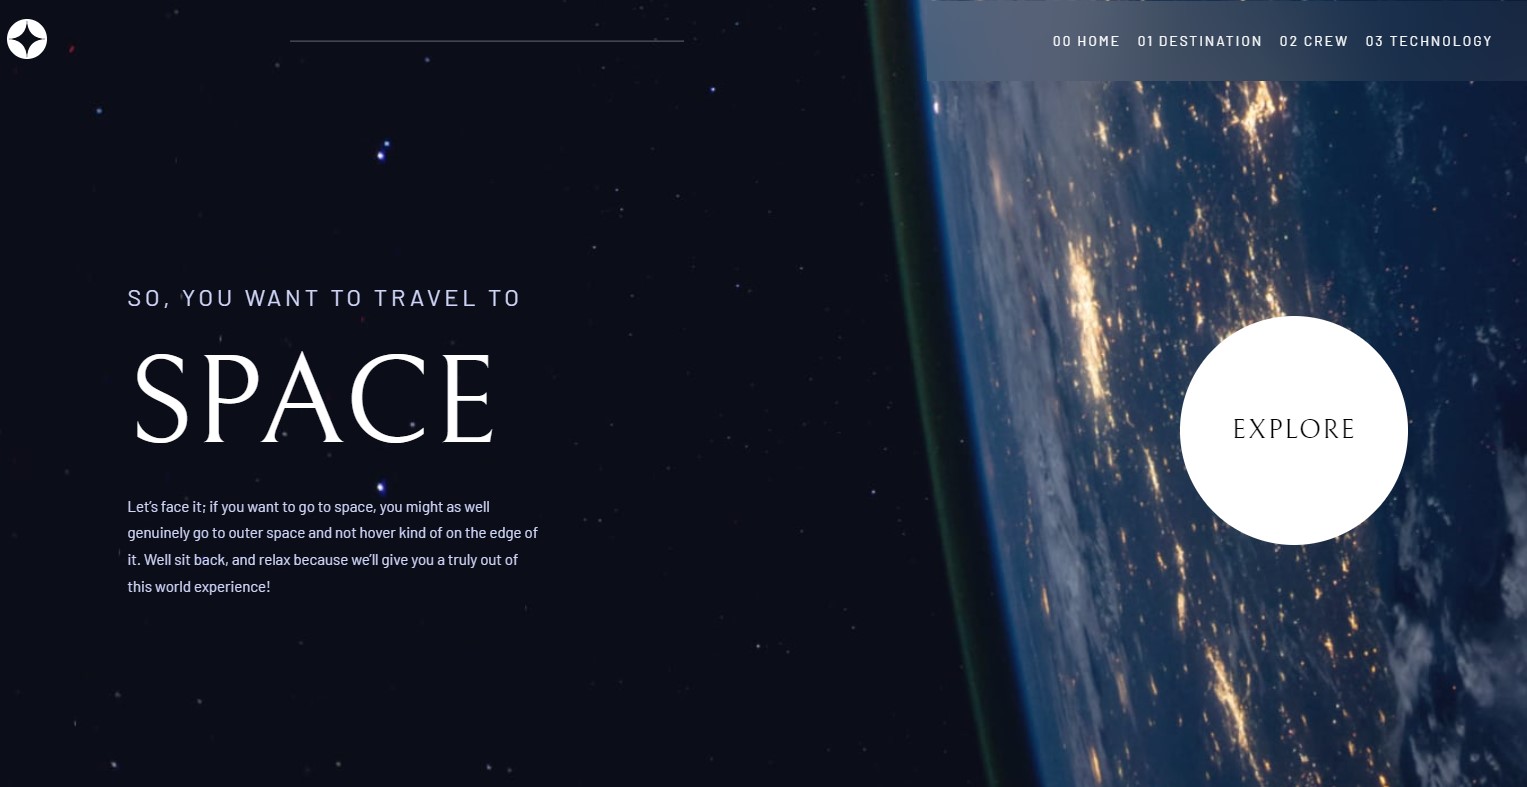 00 HOME 01 DESTINATION 02 CREW 03 TECHNOLOGY
SO, YOU WANT TO TRAVEL TO
SPACE
Let’s face it; if you want to go to space, you might as well
genuinely go to outer space and not hover kind of on the edge of
it. Well sit back, and relax because we’ll give you a truly out of
this world experience!
EXPLORE